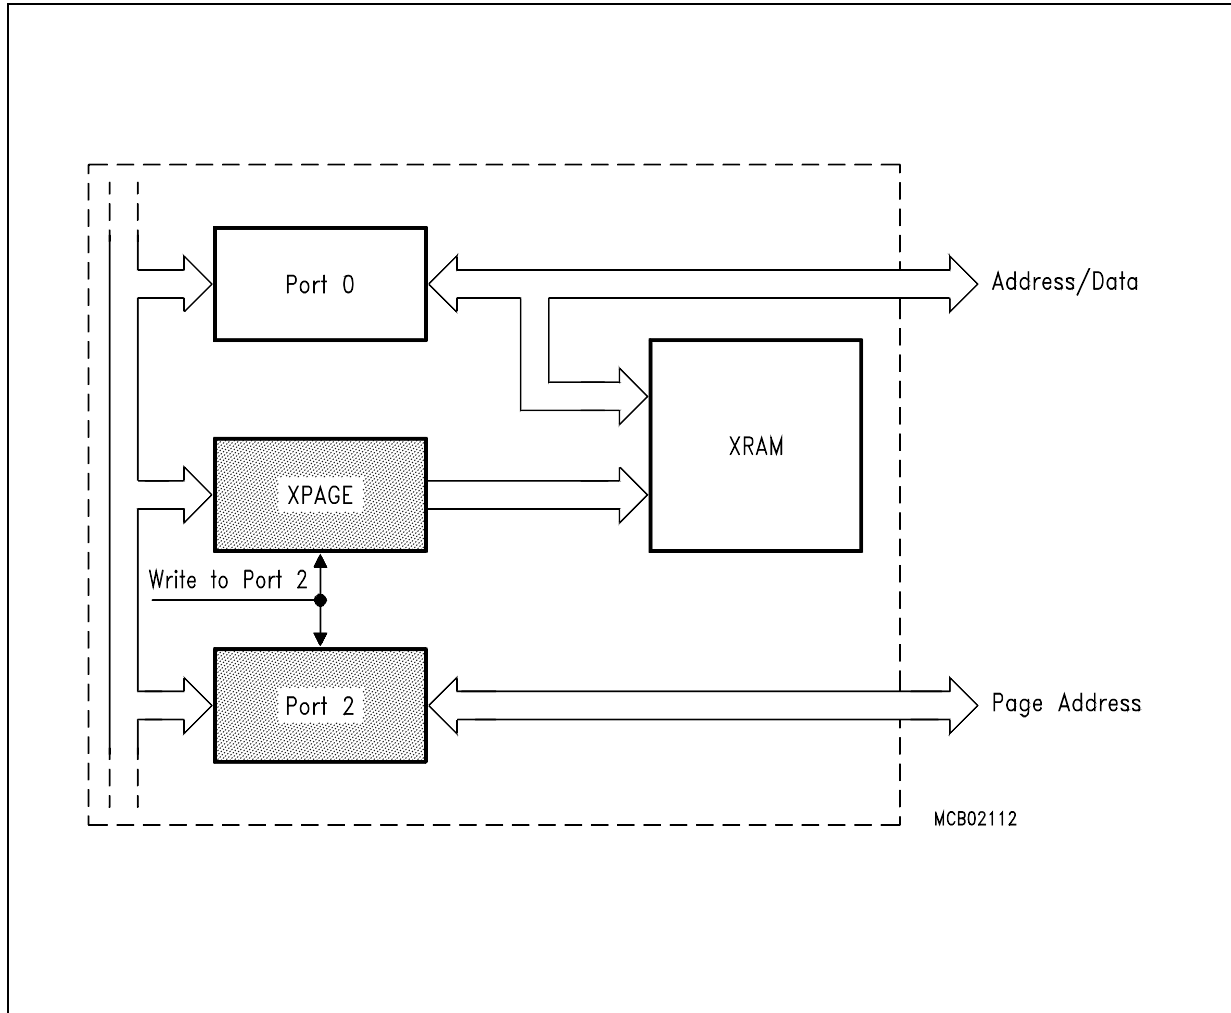 Port 0
Address/Data
XRAM
XPAGE
Write to Port 2
Port 2
Page Address
MCB02112